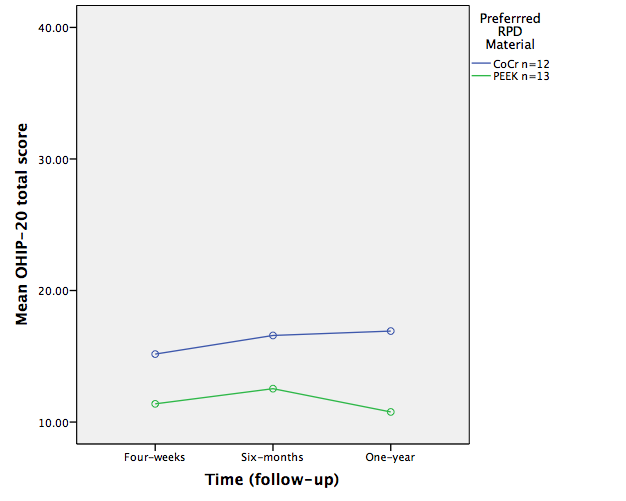 Preferrred
RPD
Material
CoCr n=12
PEEK n=13
Mean OHIP-20 total score
40.00
30.00
20.00
10.00
Four-weeks
Six-months
One-year
Time (follow-up)